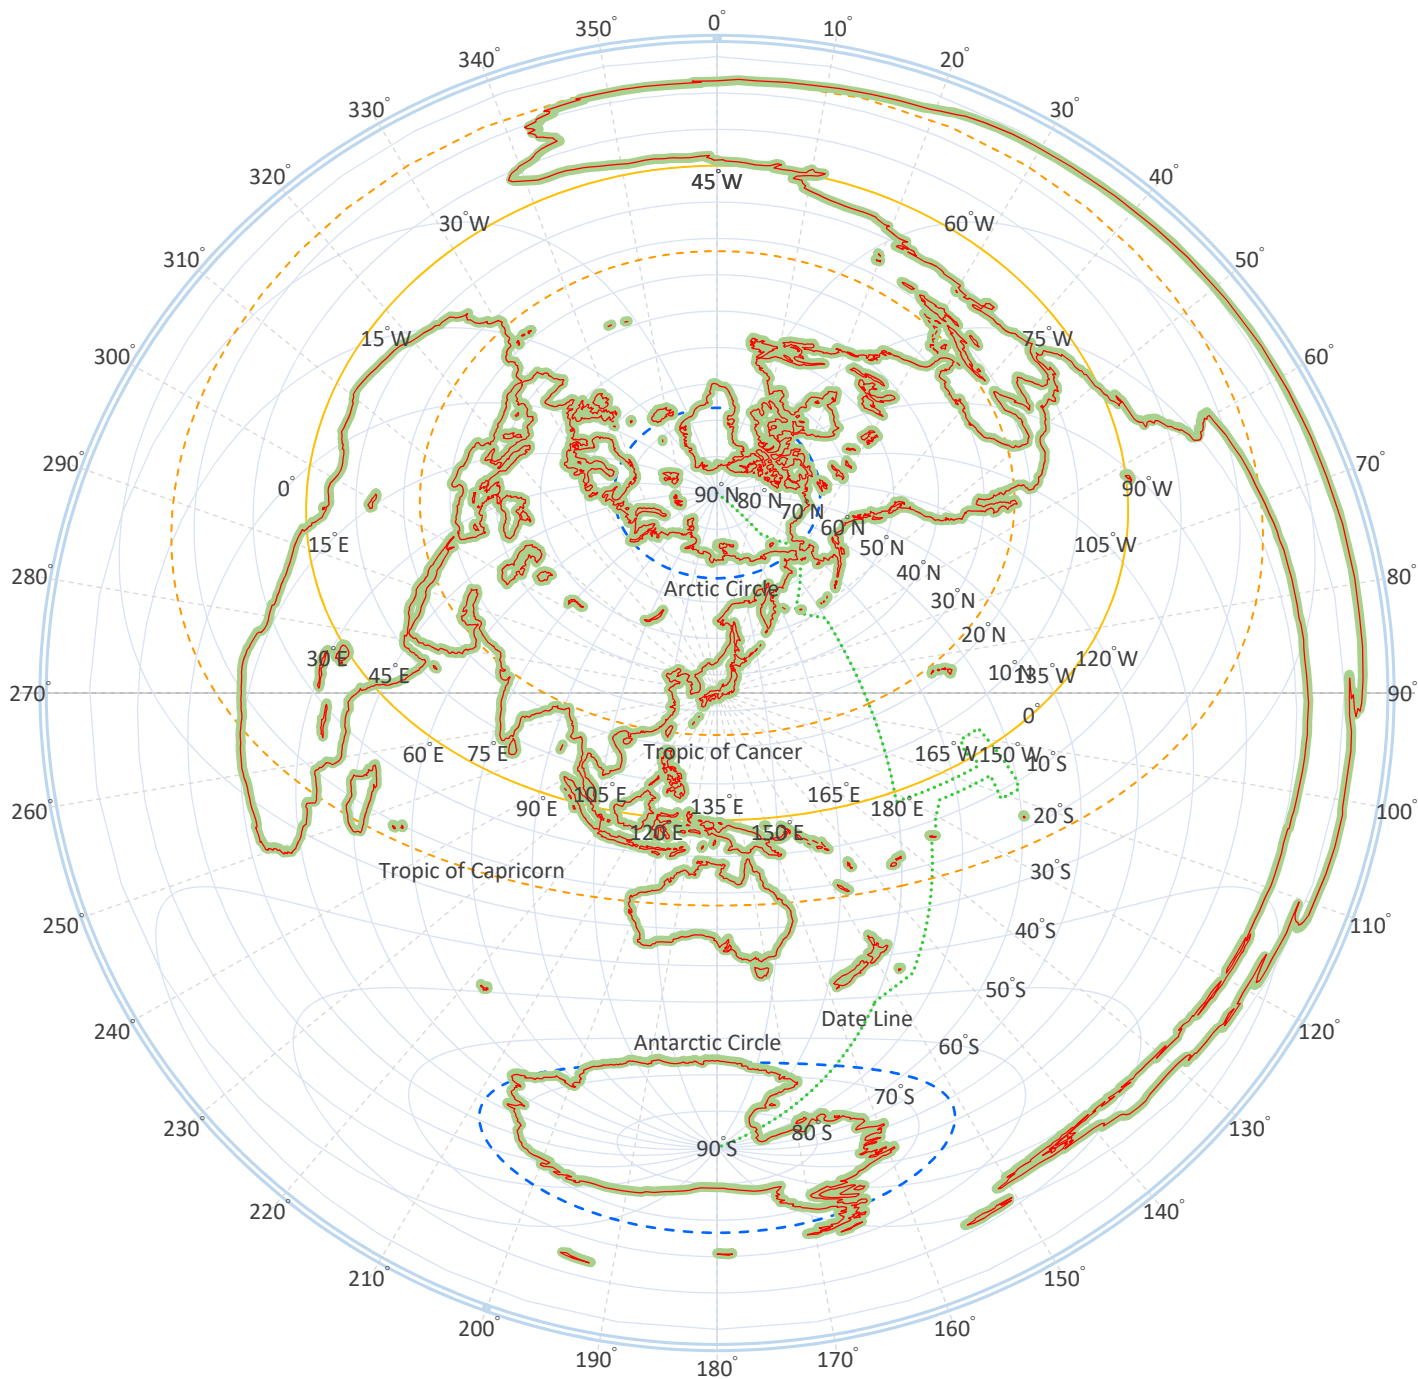 0°
350° 10°
340° 20°
330° 30°
320° 40°
45°W
30°W 60°W
310° 50°
15°W 75°W
300° 60°
290° 70°
0° 90°W
90°N 80°N 70°N
60°N
15°E 50°N 105°W
280° 40°N 80°
Arctic Circle
30°N
20°N
30°E 45°E 10°N 135°W 120°W
270° 90°
0°
60°E 75°E Tropic of Cancer 165°W 150°W 10°S
90°E 105°E 135°E 165°E 180°E
260° 100°
120°E 150°E 20°S
Tropic of Capricorn 30°S
250° 40°S 110°
50°S
240° Date Line 120°
Antarctic Circle 60°S
70°S
230° 80°S 130°
90°S
220° 140°
210° 150°
200° 160°
190° 170°
180°